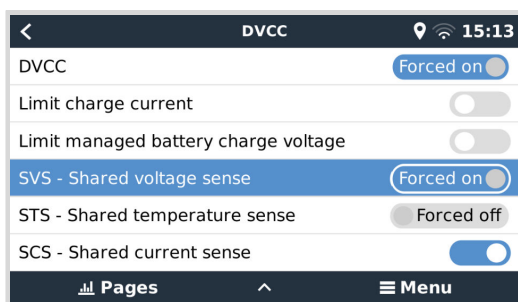 DVCC 15:13
DVCC Forced on
Limit charge current
Limit managed battery charge voltage
SVS - Shared voltage sense Forced on
STS - Shared temperature sense Forced off
SCS - Shared current sense
Pages Menu